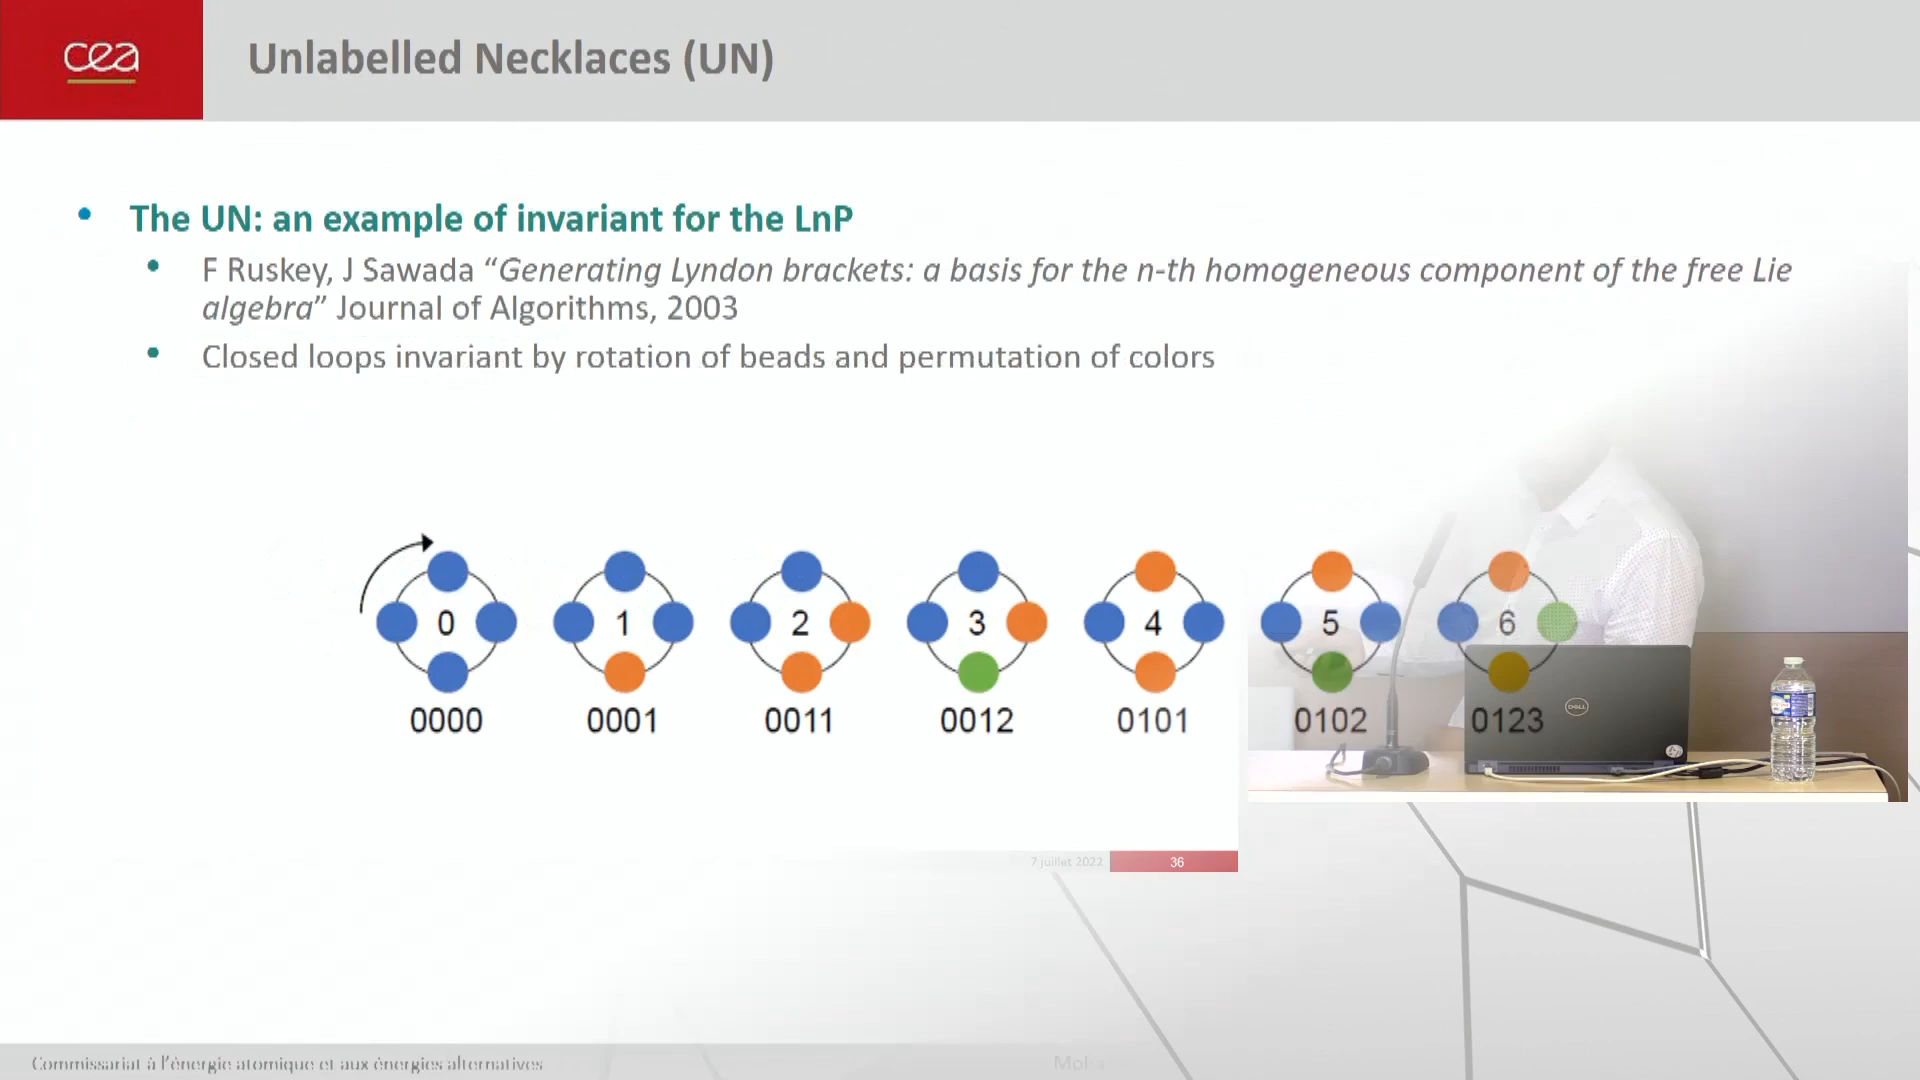 cea
Unlabelled Necklaces (UN)
The UN: an example of invariant for the LnP
F Ruskey, J Sawada “Generating Lyndon brackets: a basis for the n-th homogeneous component of the free Lie
algebra” Journal of Algorithms, 2003
Closed loops invariant by rotation of beads and permutation of colors
0 1 2 3 4 5 6
0000 0001 0011 0012 0101 0102 0123
DELL
7 juillet 2022 36
Commissariat à l’énergie atomique et aux énergies alternatives